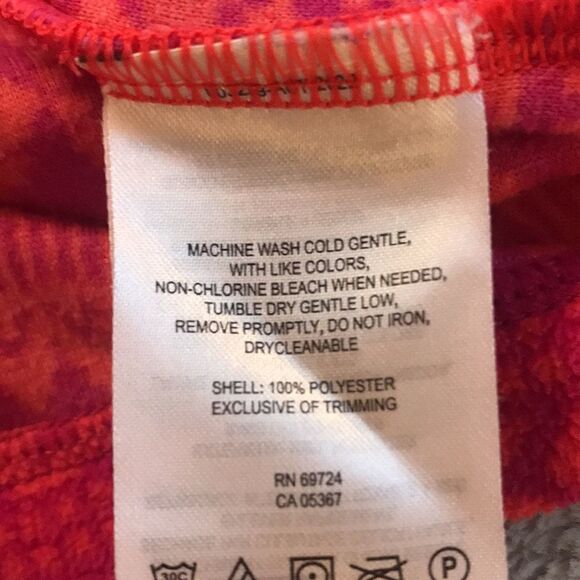 MACHINE WASH COLD GENTLE,
WITH LIKE COLORS,
NON-CHLORINE BLEACH WHEN NEEDED,
TUMBLE DRY GENTLE LOW,
REMOVE PROMPTLY, DO NOT IRON,
DRYCLEANABLE
SHELL: 100% POLYESTER
EXCLUSIVE OF TRIMMING
RN 69724
CA 05367
30C
P